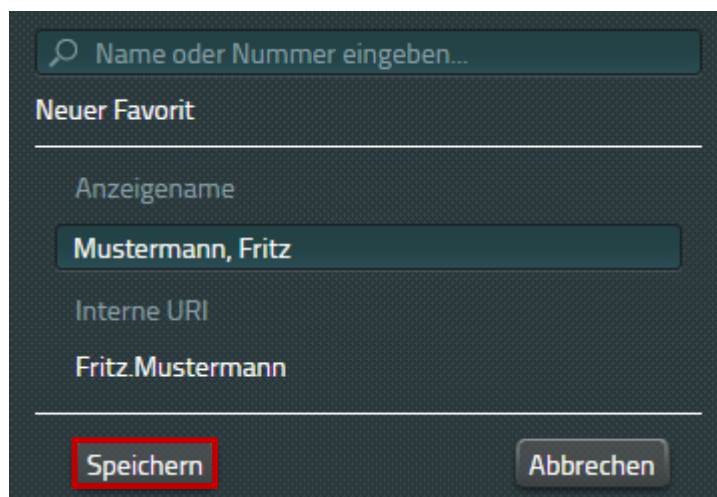 Name oder Nummer eingeben...
Neuer Favorit
Anzeigename
Mustermann, Fritz
Interne URI
Fritz.Mustermann
Speichern Abbrechen